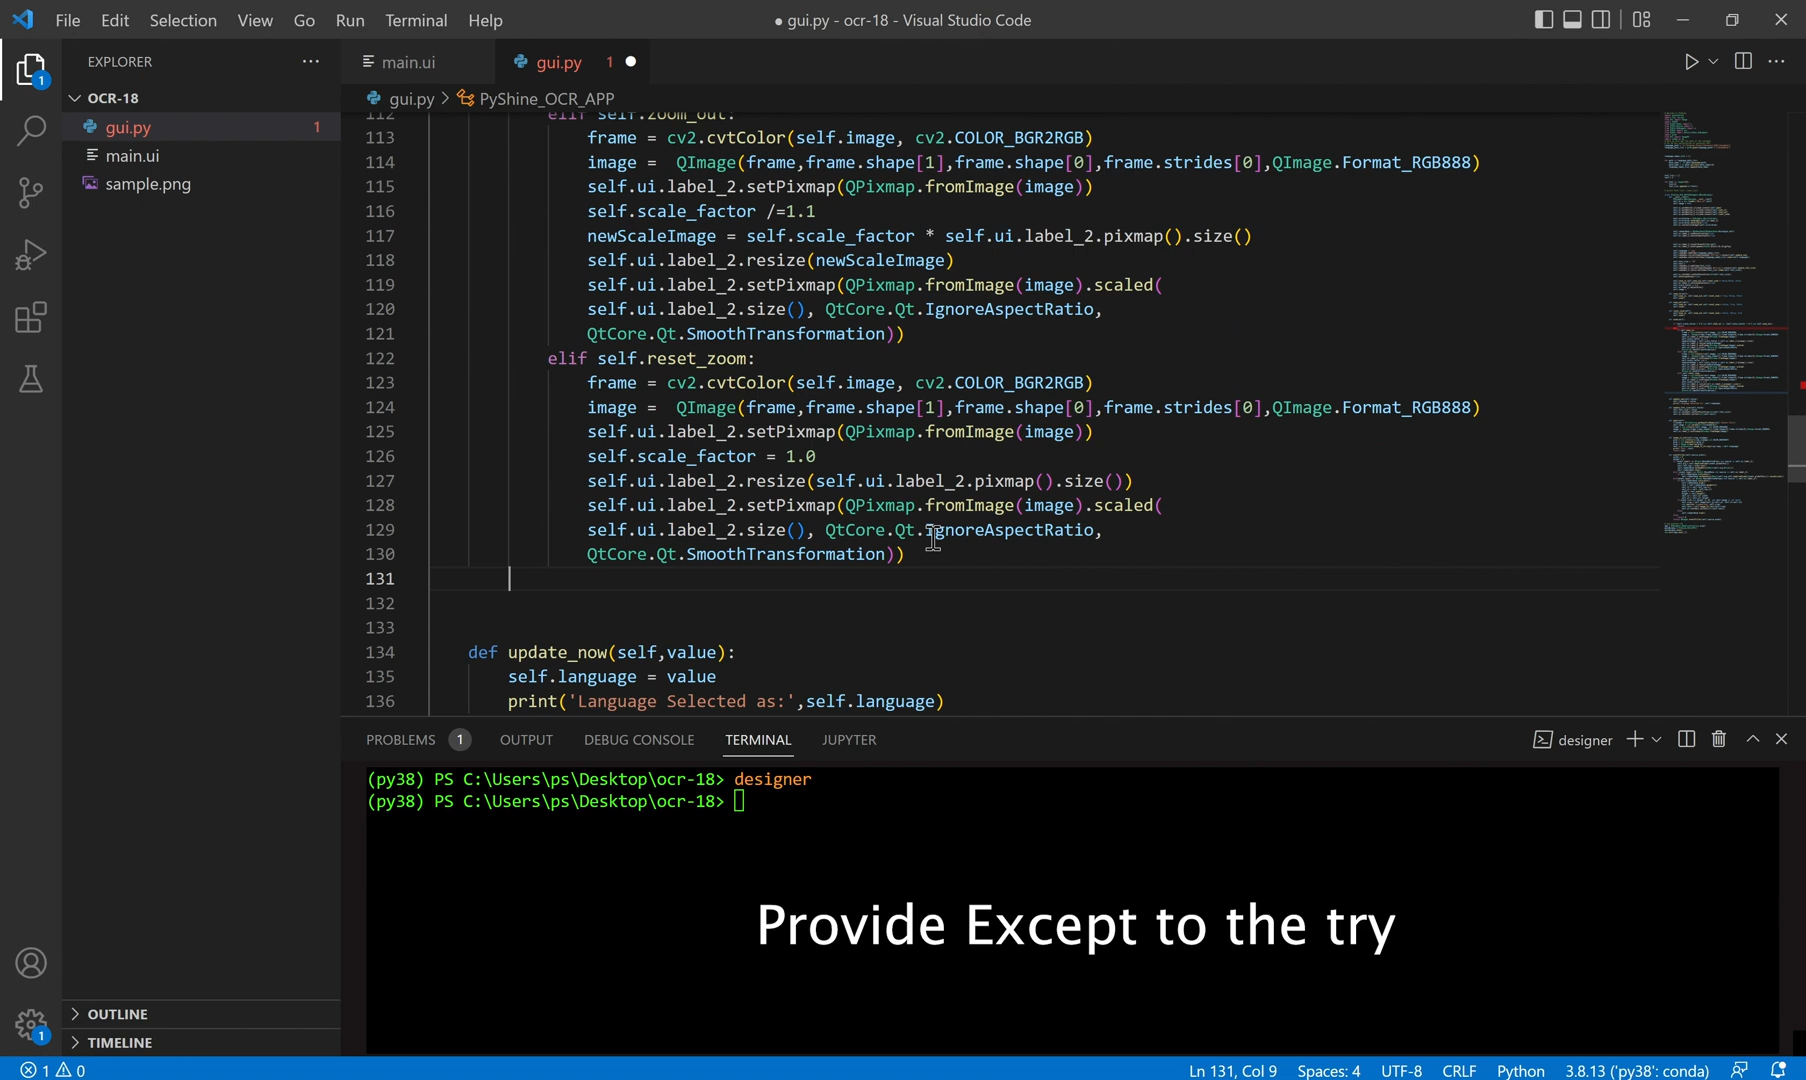 File Edit Selection View Go Run Terminal Help
● gui.py - ocr-18 - Visual Studio Code
EXPLORER
1
OCR-18
gui.py 1
main.ui
sample.png
main.ui
gui.py 1
gui.py > PyShine_OCR_APP
112 elif self.zoom_out:
113 frame = cv2.cvtColor(self.image, cv2.COLOR_BGR2RGB)
114 image =  QImage(frame,frame.shape[1],frame.shape[0],frame.strides[0],QImage.Format_RGB888)
115 self.ui.label_2.setPixmap(QPixmap.fromImage(image))
116 self.scale_factor /=1.1
117 newScaleImage = self.scale_factor * self.ui.label_2.pixmap().size()
118 self.ui.label_2.resize(newScaleImage)
119 self.ui.label_2.setPixmap(QPixmap.fromImage(image).scaled(
120 self.ui.label_2.size(), QtCore.Qt.IgnoreAspectRatio,
121 QtCore.Qt.SmoothTransformation))
122 elif self.reset_zoom:
123 frame = cv2.cvtColor(self.image, cv2.COLOR_BGR2RGB)
124 image =  QImage(frame,frame.shape[1],frame.shape[0],frame.strides[0],QImage.Format_RGB888)
125 self.ui.label_2.setPixmap(QPixmap.fromImage(image))
126 self.scale_factor = 1.0
127 self.ui.label_2.resize(self.ui.label_2.pixmap().size())
128 self.ui.label_2.setPixmap(QPixmap.fromImage(image).scaled(
129 self.ui.label_2.size(), QtCore.Qt.IgnoreAspectRatio,
130 QtCore.Qt.SmoothTransformation))
131
132
133
134 def update_now(self,value):
135 self.language = value
136 print('Language Selected as:',self.language)
PROBLEMS 1 OUTPUT DEBUG CONSOLE TERMINAL JUPYTER
designer
(py38) PS C:\Users\ps\Desktop\ocr-18> designer
(py38) PS C:\Users\ps\Desktop\ocr-18>
Provide Except to the try
OUTLINE
1
TIMELINE
1 0
Ln 131, Col 9 Spaces: 4 UTF-8 CRLF Python 3.8.13 ('py38': conda)